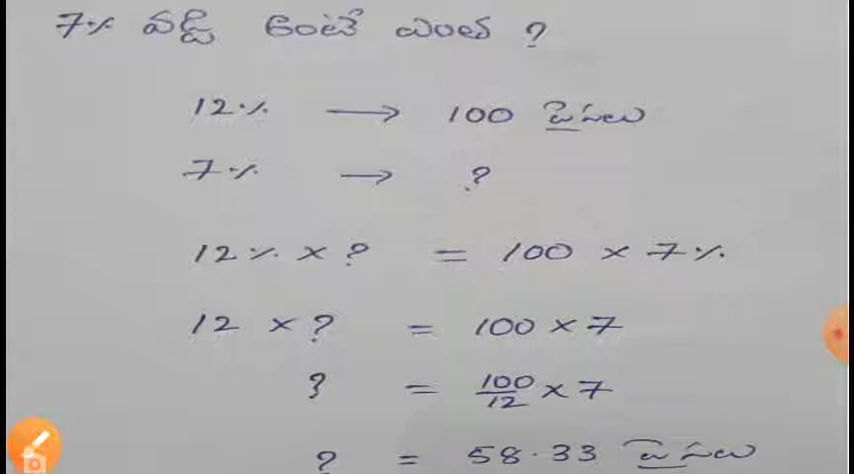 7% వడ్డి అంటే ఎంత ?
12% → 100 పైసలు
7% → ?
12% × ? = 100 × 7%
12 × ? = 100 × 7
? = 100/12 × 7
? = 58.33 పైసలు